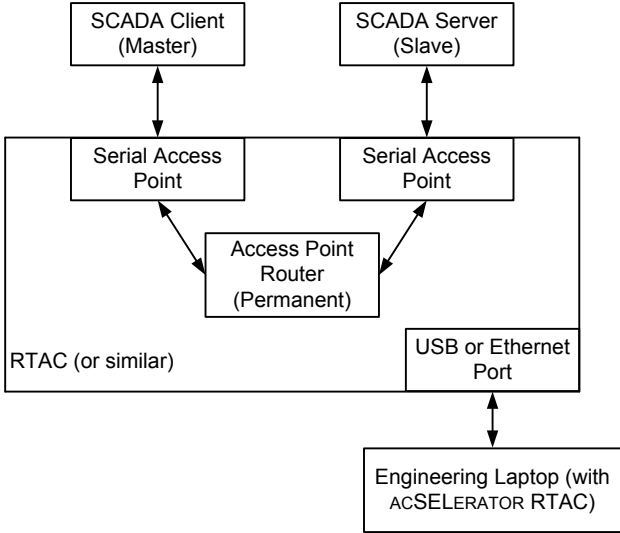 SCADA Client
(Master)
SCADA Server
(Slave)
Serial Access
Point
Serial Access
Point
Access Point
Router
(Permanent)
RTAC (or similar)
USB or Ethernet
Port
Engineering Laptop (with
ACSELERATOR RTAC)